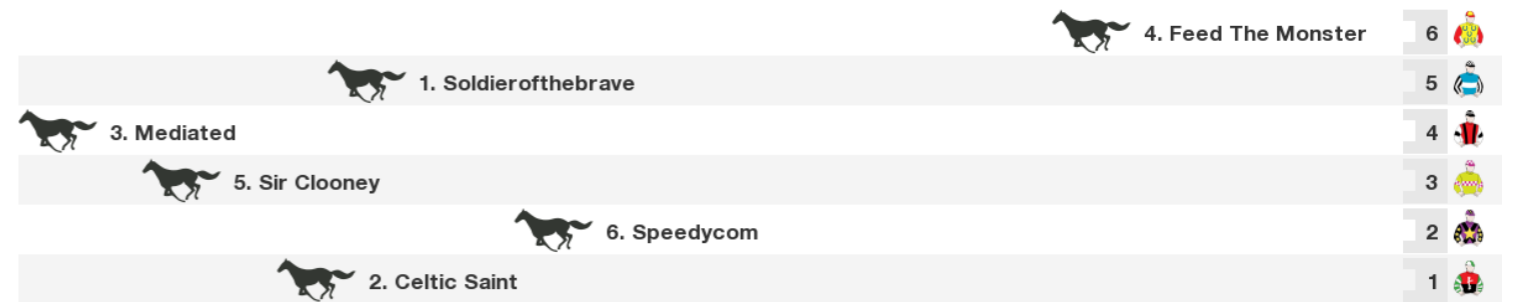 4. Feed The Monster 6
1. Soldierofthebrave 5
3. Mediated 4
5. Sir Clooney 3
6. Speedycom 2
2. Celtic Saint 1